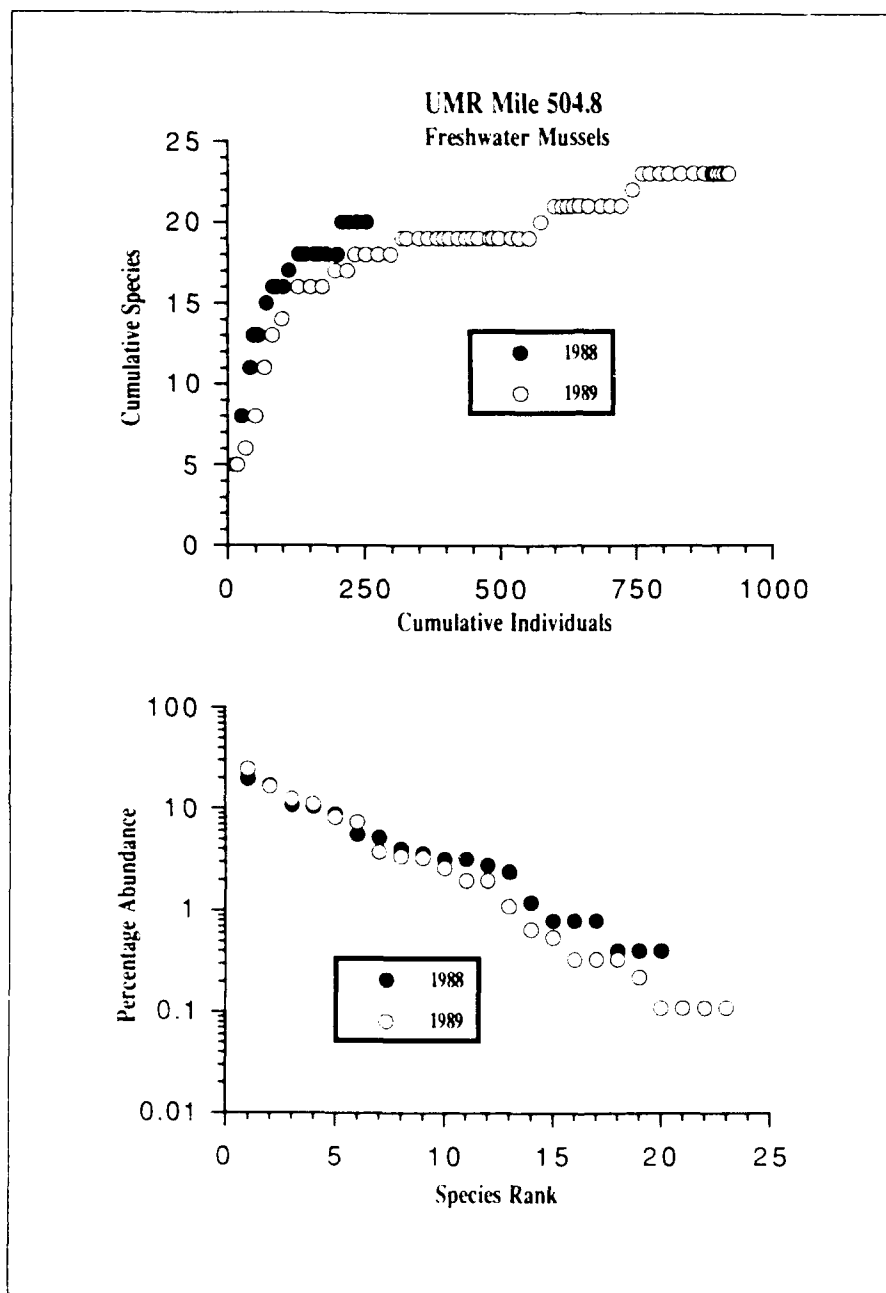 UMR Mile 504.8
Freshwater Mussels
25
20
15
10
5
0
Cumulative Species
1988
1989
0 250 500 750 1000
Cumulative Individuals
100
10
1
0.1
0.01
Percentage Abundance
1988
1989
0 5 10 15 20 25
Species Rank